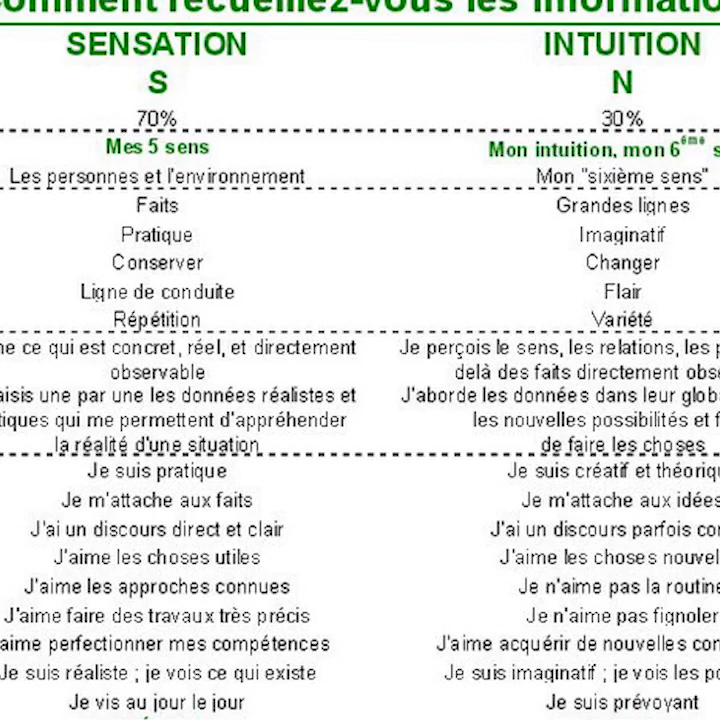 recueillez-vous les
SENSATION
S
70%
Mes 5 sens
Les personnes et l'environnement
Faits
Pratique
Conserver
Ligne de conduite
Répétition
ce qui est concret, réel, et directement
observable
une par une les données réalistes et
qui me permettent d'appréhender
la réalité d'une situation
Je suis pratique
Je m'attache aux faits
J'ai un discours direct et clair
J'aime les choses utiles
J'aime les approches connues
J'aime faire des travaux très précis
aime perfectionner mes compétences
Je suis réaliste ; je vois ce qui existe
Je vis au jour le jour
INTUITION
N
30%
Mon intuition, mon 6ème
Mon "sixième sens"
Grandes lignes
Imaginatif
Changer
Flair
Variété
Je perçois le sens, les relations, les
delà des faits directement
J'aborde les données dans leur
les nouvelles possibilités et
de faire les choses
Je suis créatif et
Je m'attache aux idées
J'ai un discours parfois
J'aime les choses
Je n'aime pas la routine
Je n'aime pas fignoler
J'aime acquérir de nouvelles
Je suis imaginatif ; je vois les
Je suis prévoyant